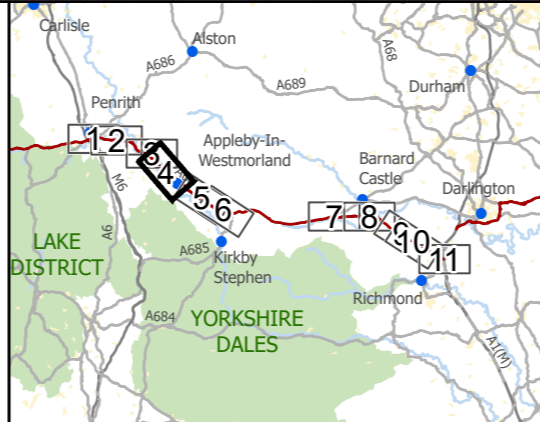 Carlisle
Alston
A686
A68
A689
Durham
Penrith
1 2
3
4
Appleby-In-
Westmorland
Barnard
Castle
Darlington
5 6
7 8
9 10
11
M6
A6
LAKE
DISTRICT
A685
Kirkby
Stephen
Richmond
A684
YORKSHIRE
DALES
A1(M)